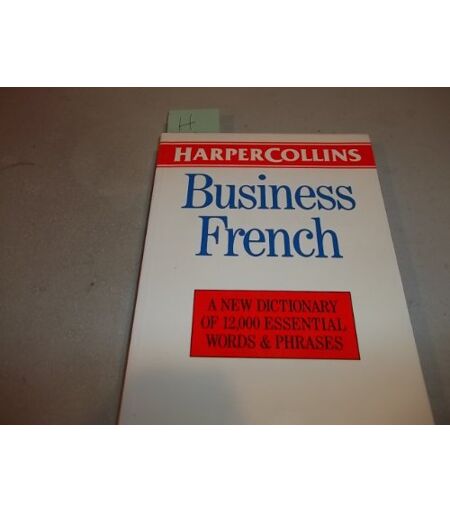 H
HARPERCOLLINS
Business
French
A NEW DICTIONARY
OF 12,000 ESSENTIAL
WORDS & PHRASES